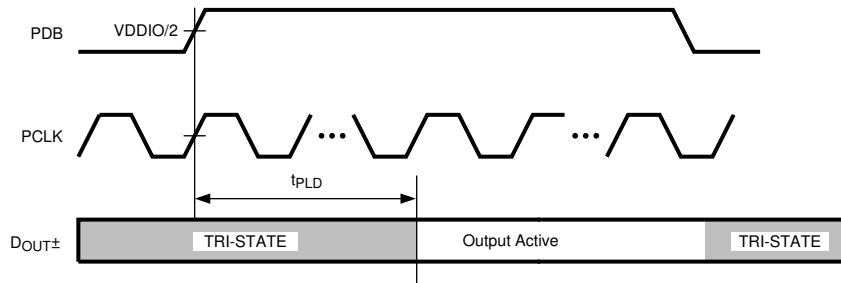 PDB
VDDIO/2
PCLK
•••
•••
tPLD
DOUT±
TRI-STATE
Output Active
TRI-STATE